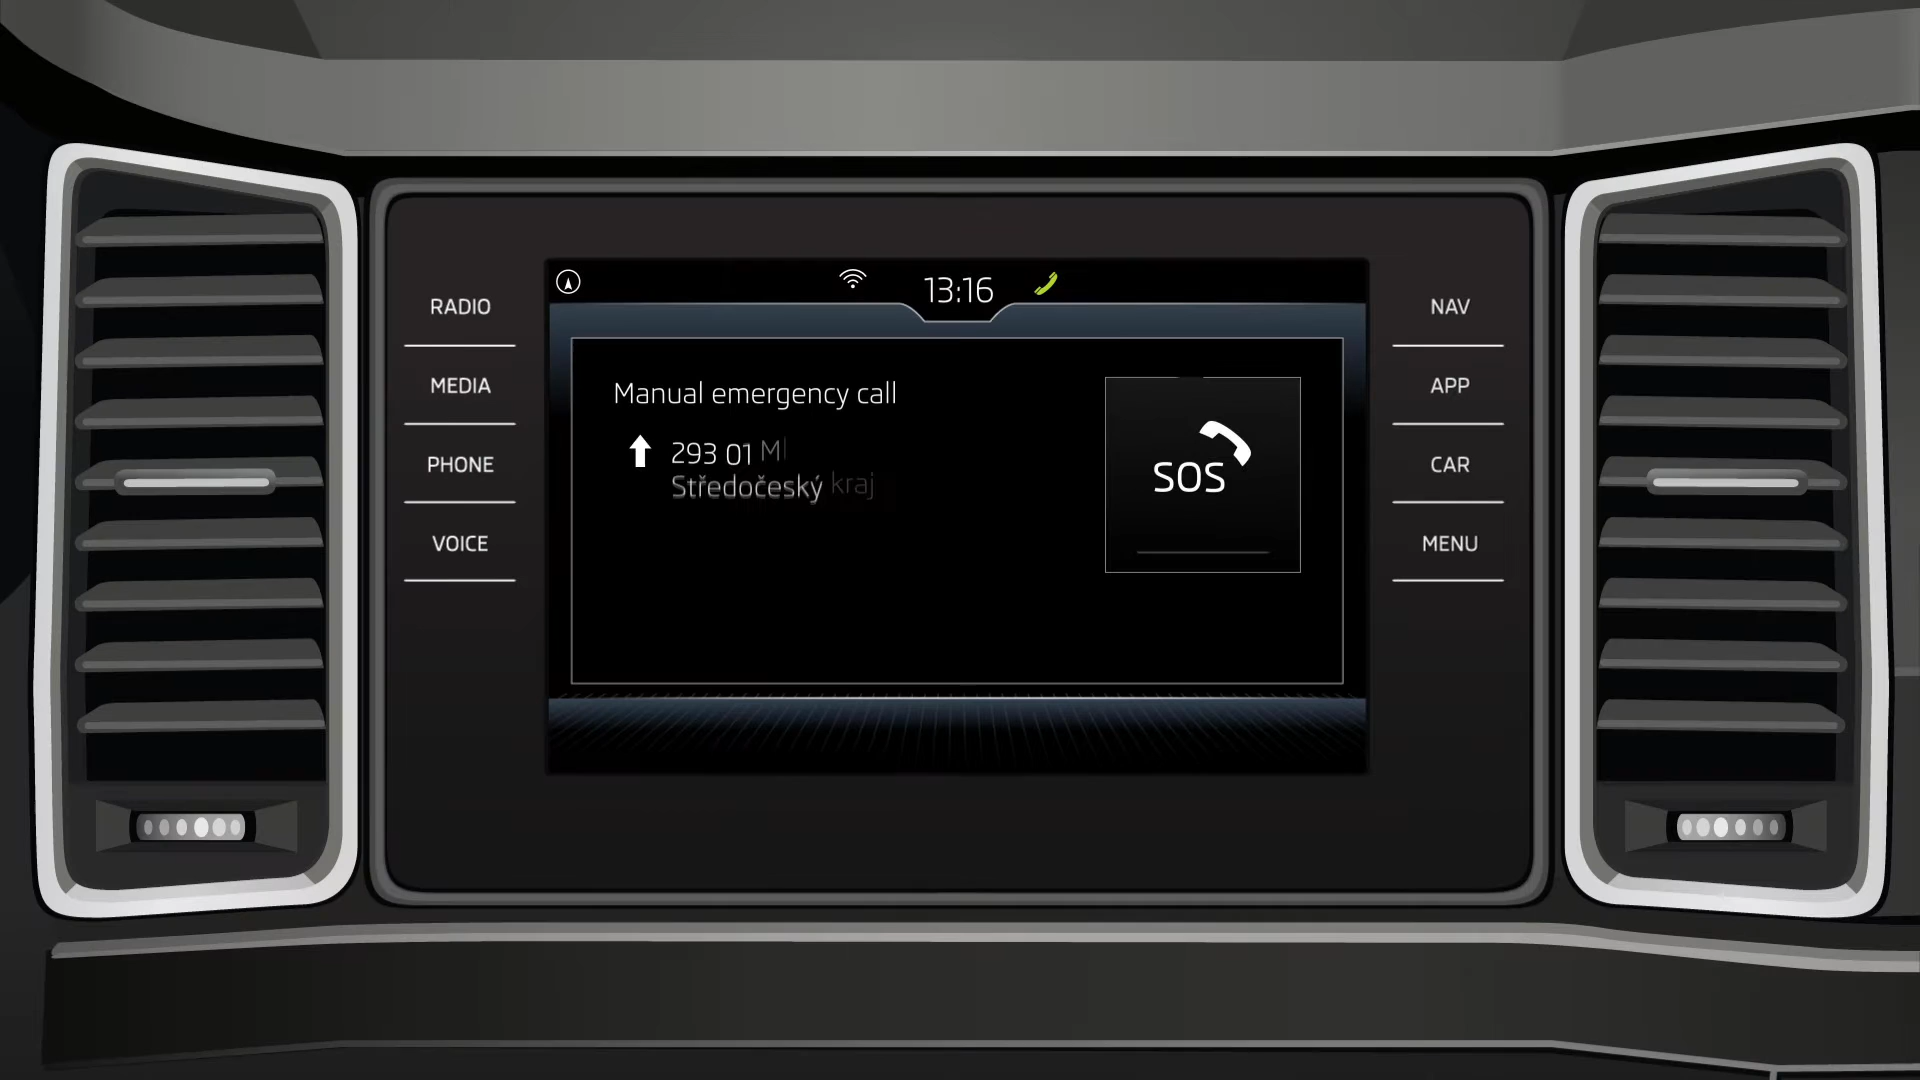 13:16
RADIO
MEDIA
PHONE
VOICE
Manual emergency call
293 01
Středočeský kraj
SOS
NAV
APP
CAR
MENU